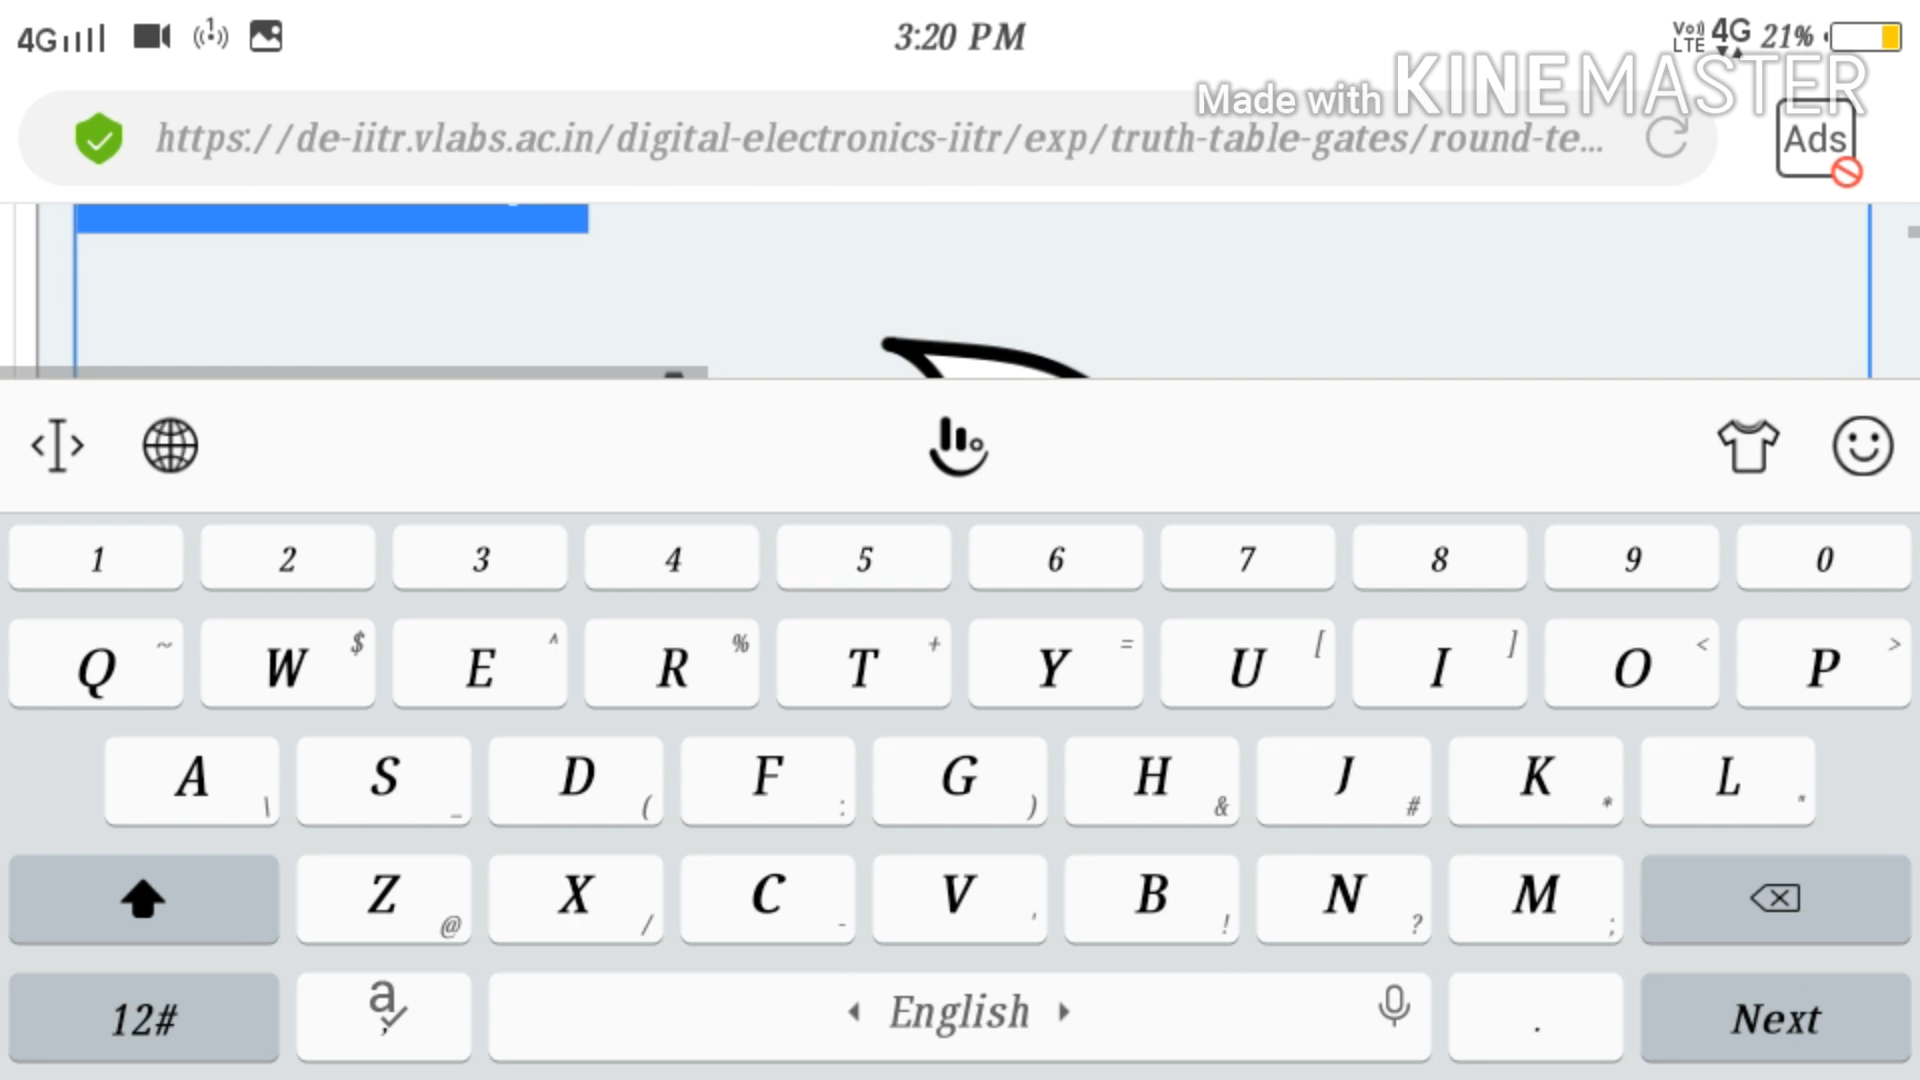 4G 3:20 PM Vo) LTE 4G 21%
Made with KINEMASTER
https://de-iitr.vlabs.ac.in/digital-electronics-iitr/exp/truth-table-gates/round-te... Ads
1 2 3 4 5 6 7 8 9 0
Q ~ W $ E ^ R % T + Y = U [ I ] O < P >
A \ S _ D ( F : G ) H & J # K * L "
Z @ X / C - V ' B ! N ? M ;
12# a , English . Next